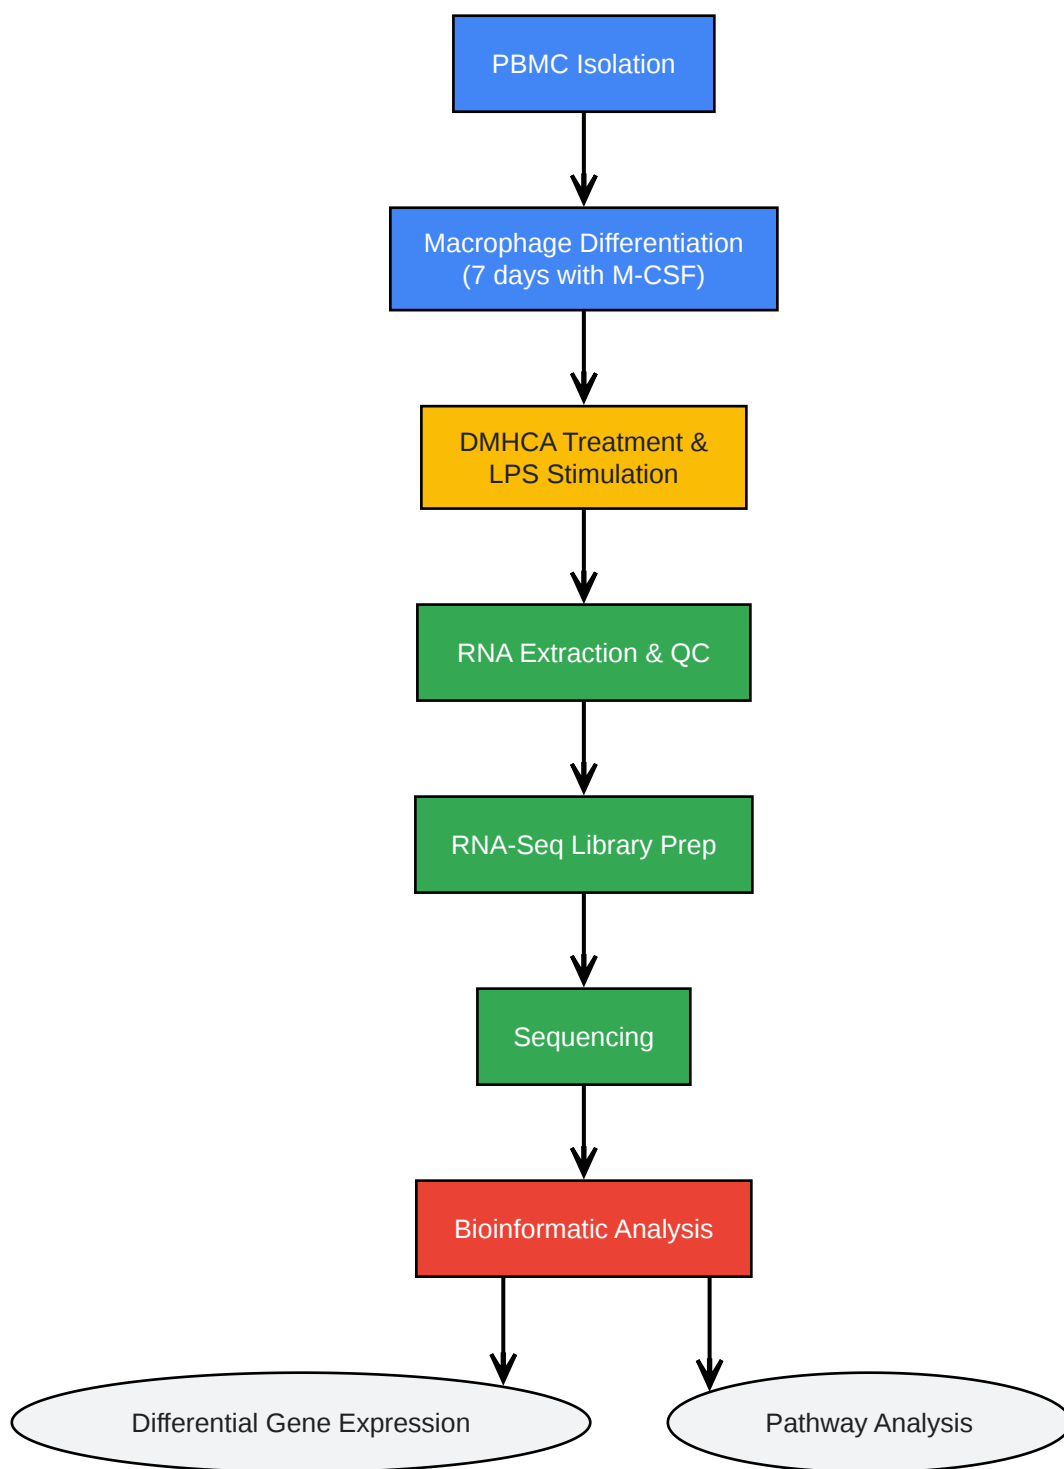 PBMC Isolation
Macrophage Differentiation
(7 days with M-CSF)
DMHCA Treatment &
LPS Stimulation
RNA Extraction & QC
RNA-Seq Library Prep
Sequencing
Bioinformatic Analysis
Differential Gene Expression
Pathway Analysis